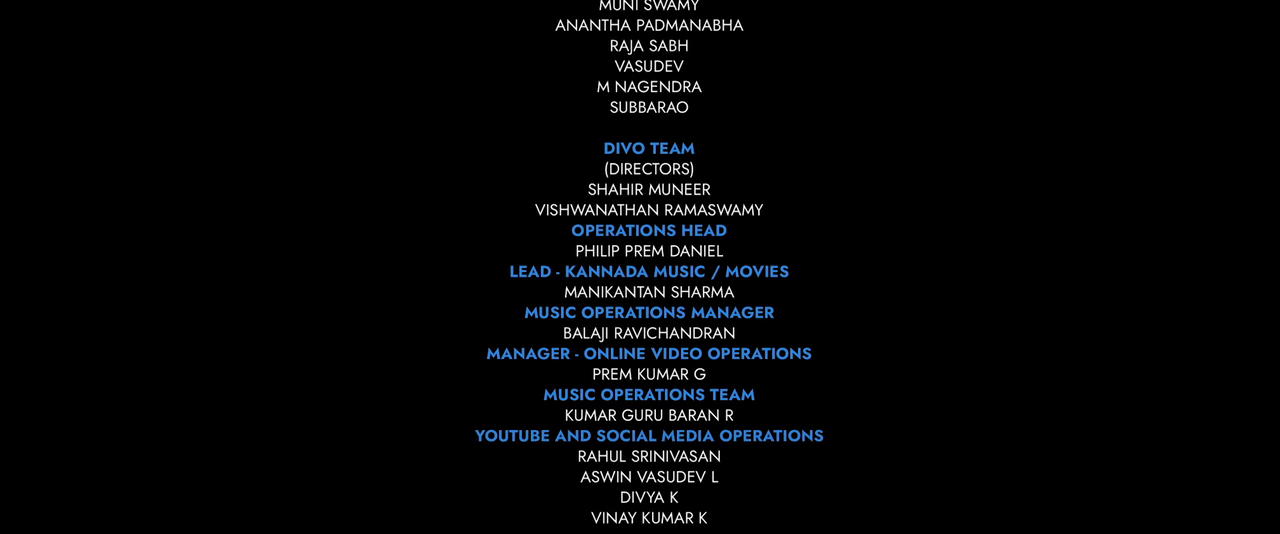 MUNI SWAMY
ANANTHA PADMANABHA
RAJA SABH
VASUDEV
M NAGENDRA
SUBBARAO
DIVO TEAM
(DIRECTORS)
SHAHIR MUNEER
VISHWANATHAN RAMASWAMY
OPERATIONS HEAD
PHILIP PREM DANIEL
LEAD - KANNADA MUSIC / MOVIES
MANIKANTAN SHARMA
MUSIC OPERATIONS MANAGER
BALAJI RAVICHANDRAN
MANAGER - ONLINE VIDEO OPERATIONS
PREM KUMAR G
MUSIC OPERATIONS TEAM
KUMAR GURU BARAN R
YOUTUBE AND SOCIAL MEDIA OPERATIONS
RAHUL SRINIVASAN
ASWIN VASUDEV L
DIVYA K
VINAY KUMAR K